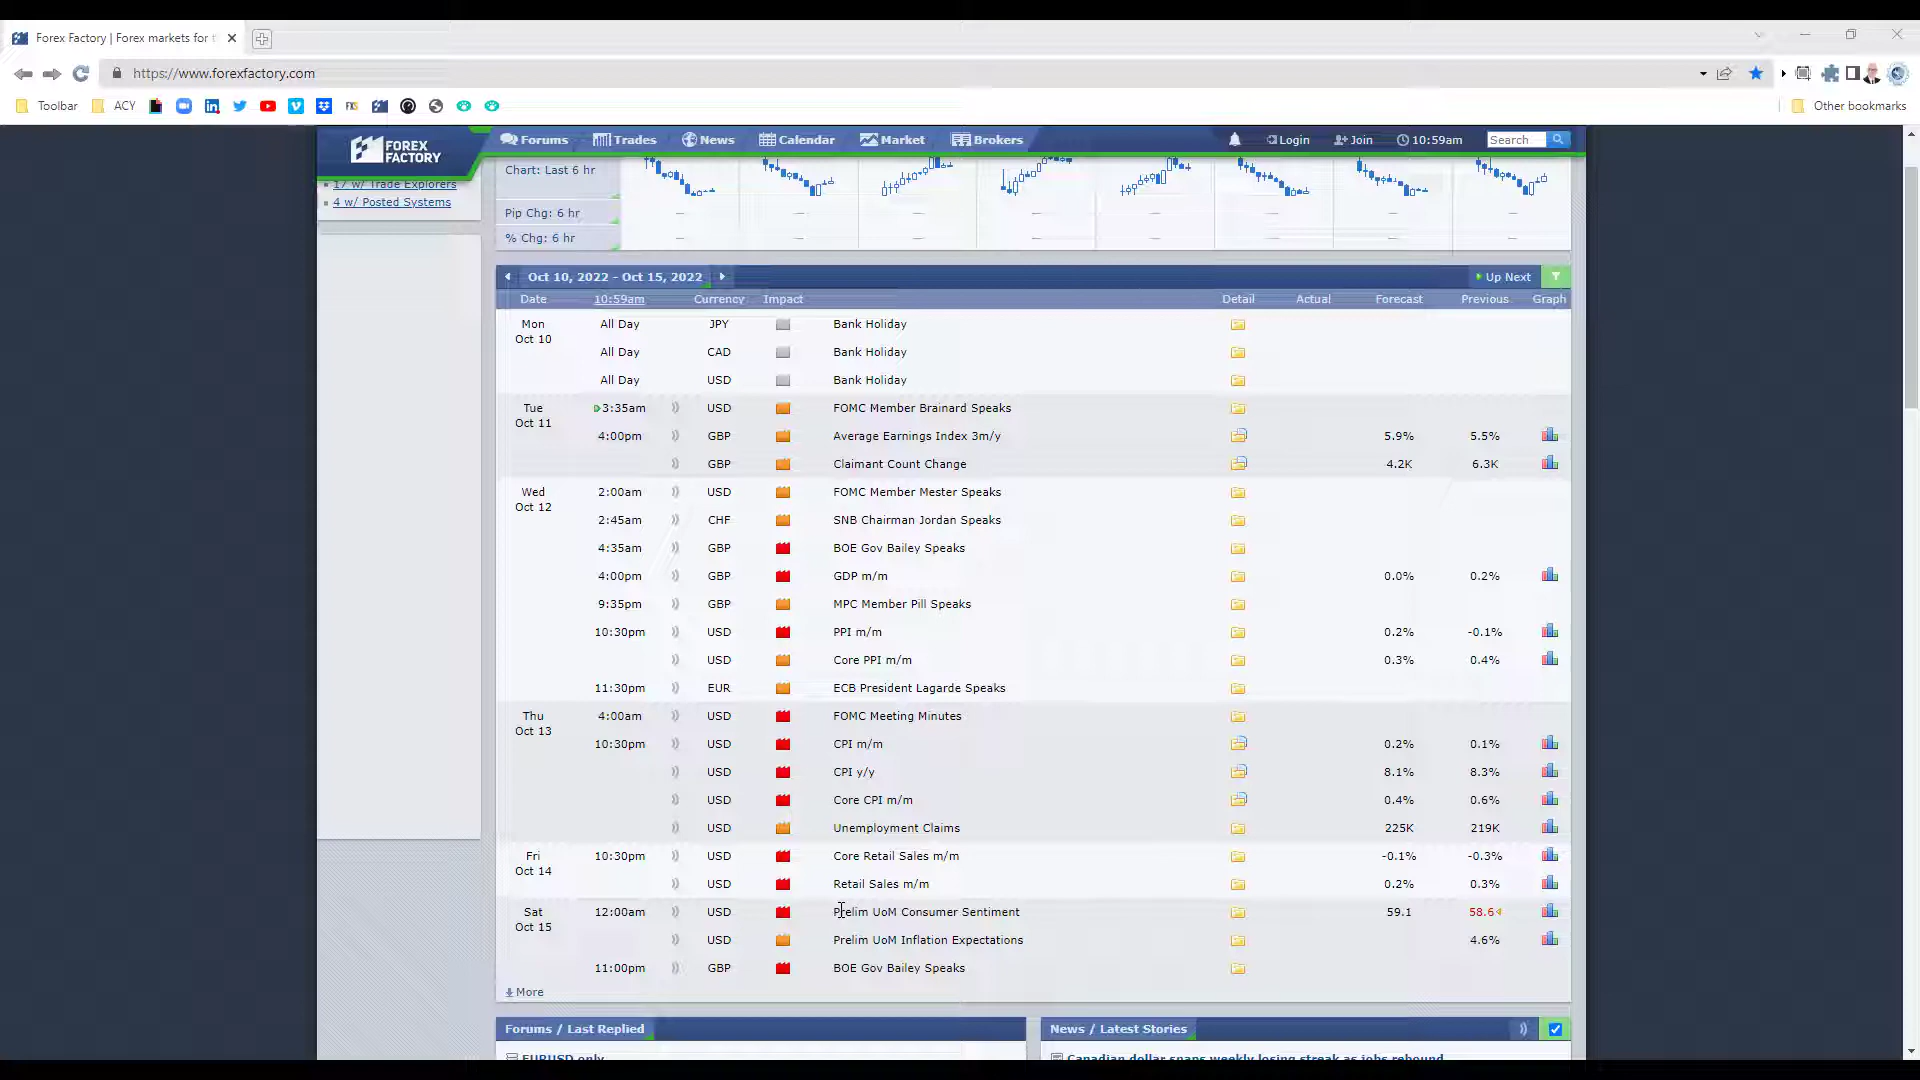 Forex Factory | Forex markets for t
https://www.forexfactory.com
Toolbar ACY FXS Other bookmarks
FOREX FACTORY
Forums Trades News Calendar Market Brokers Login Join 10:59am Search
17 w/ Trade Explorers
4 w/ Posted Systems
Chart: Last 6 hr
Pip Chg: 6 hr
% Chg: 6 hr
Oct 10, 2022 - Oct 15, 2022 Up Next
Date 10:59am Currency Impact Detail Actual Forecast Previous Graph
Mon Oct 10 All Day JPY Bank Holiday
All Day CAD Bank Holiday
All Day USD Bank Holiday
Tue Oct 11 3:35am USD FOMC Member Brainard Speaks
4:00pm GBP Average Earnings Index 3m/y 5.9% 5.5%
GBP Claimant Count Change 4.2K 6.3K
Wed Oct 12 2:00am USD FOMC Member Mester Speaks
2:45am CHF SNB Chairman Jordan Speaks
4:35am GBP BOE Gov Bailey Speaks
4:00pm GBP GDP m/m 0.0% 0.2%
9:35pm GBP MPC Member Pill Speaks
10:30pm USD PPI m/m 0.2% -0.1%
USD Core PPI m/m 0.3% 0.4%
11:30pm EUR ECB President Lagarde Speaks
Thu Oct 13 4:00am USD FOMC Meeting Minutes
10:30pm USD CPI m/m 0.2% 0.1%
USD CPI y/y 8.1% 8.3%
USD Core CPI m/m 0.4% 0.6%
USD Unemployment Claims 225K 219K
Fri Oct 14 10:30pm USD Core Retail Sales m/m -0.1% -0.3%
USD Retail Sales m/m 0.2% 0.3%
Sat Oct 15 12:00am USD Prelim UoM Consumer Sentiment 59.1 58.6
USD Prelim UoM Inflation Expectations 4.6%
11:00pm GBP BOE Gov Bailey Speaks
More
Forums / Last Replied
News / Latest Stories
EURUSD only
Canadian dollar snaps weekly losing streak as jobs rebound